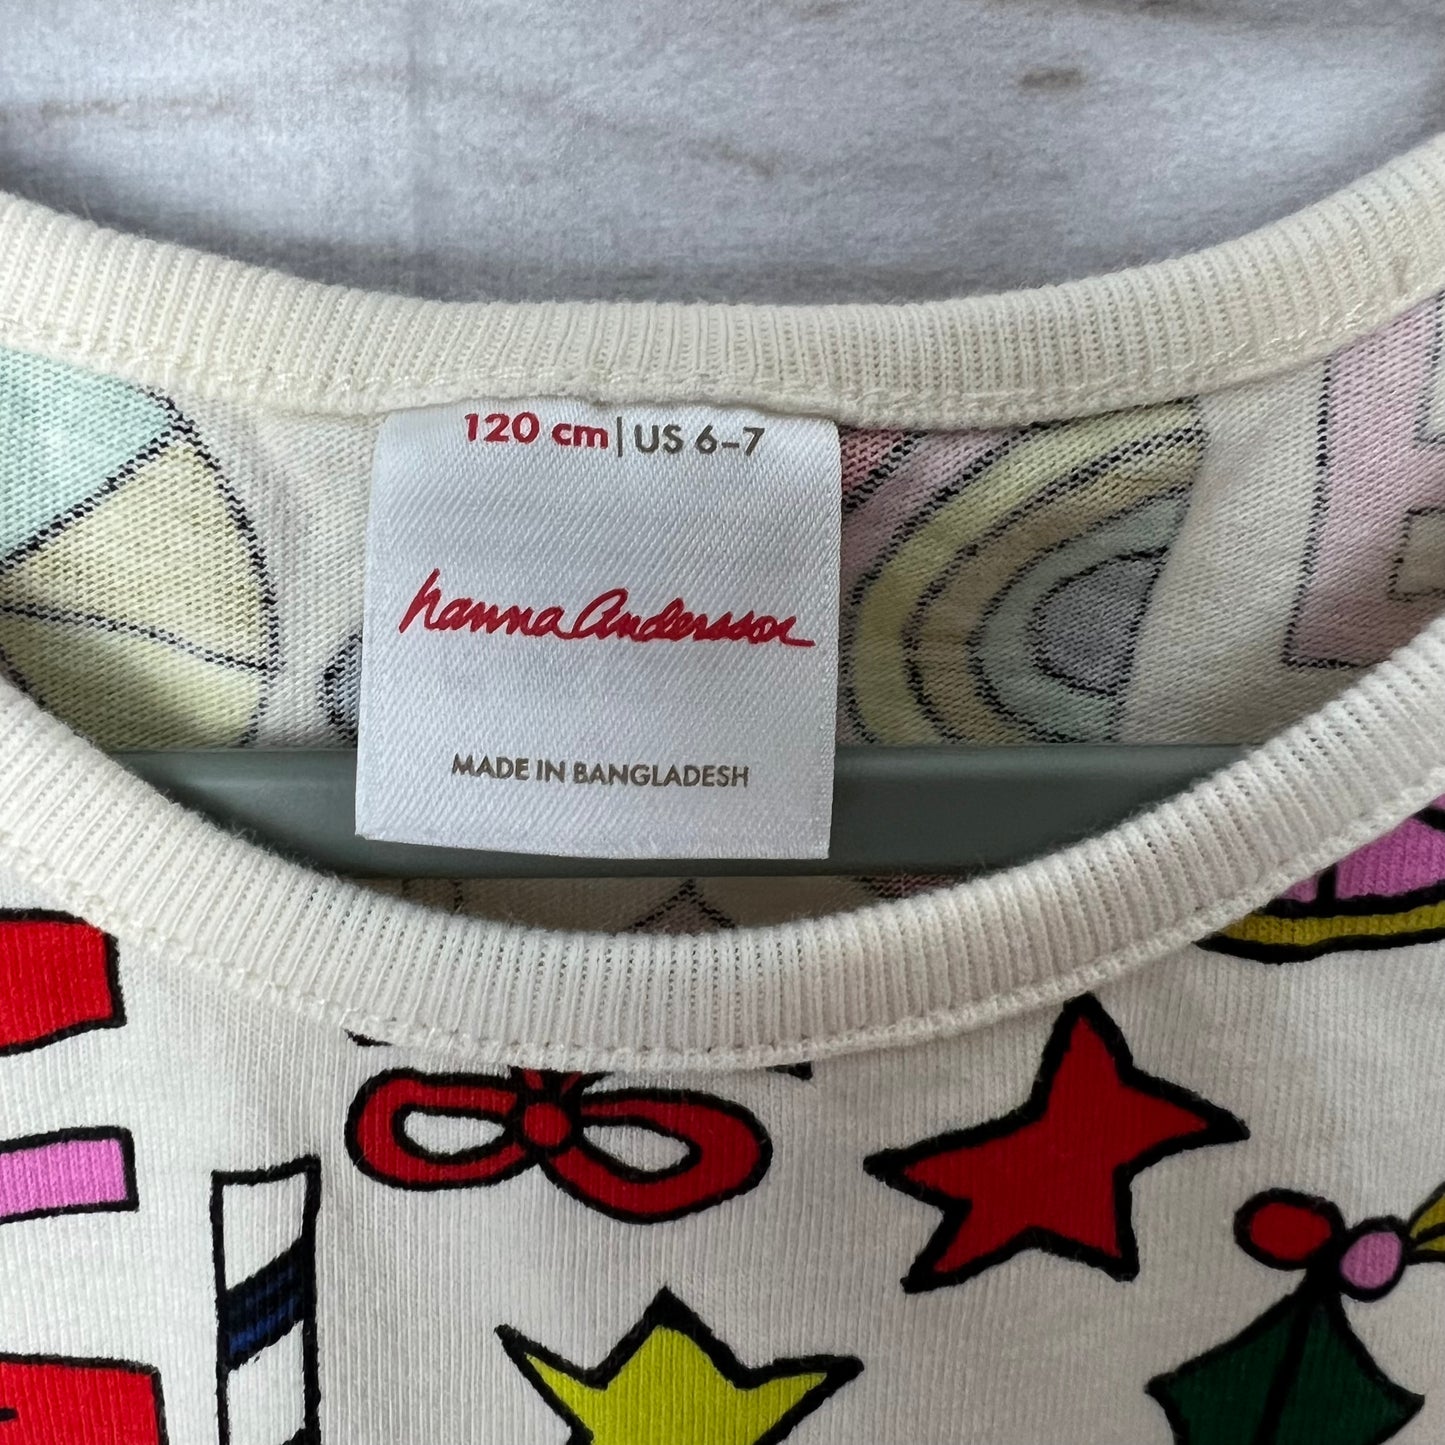 120 cm | US 6–7
hanna Andersson
MADE IN BANGLADESH